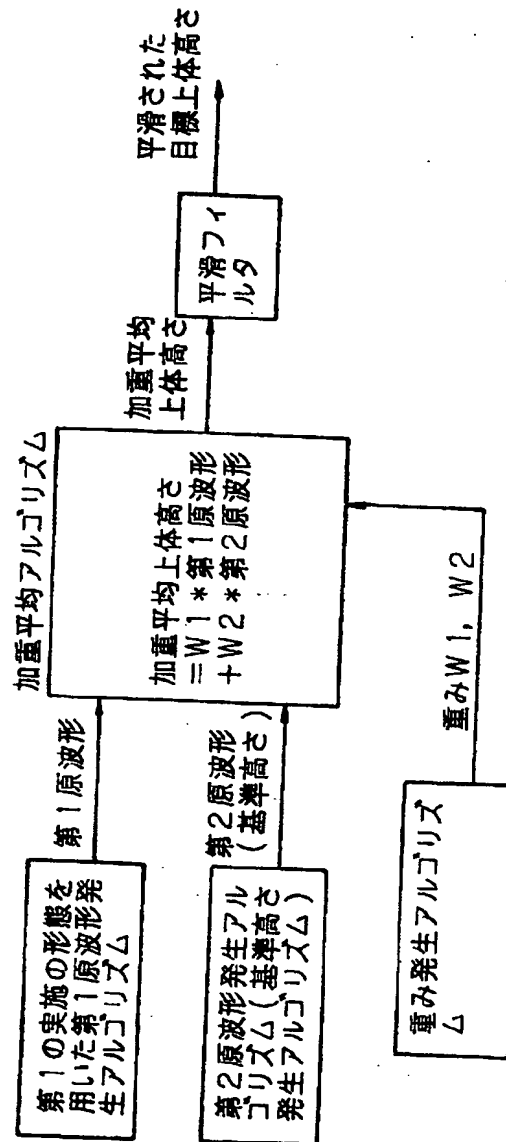 第1の実施の形態を
用いた第1原波形発
生アルゴリズム
第1原波形
第2原波形発生アル
ゴリズム(基準高さ
発生アルゴリズム)
第2原波形
(基準高さ)
重み発生アルゴリズ
ム
重みW1, W2
加重平均アルゴリズム
加重平均上体高さ
=W1*第1原波形
+W2*第2原波形
加重平均
上体高さ
平滑フィ
ルタ
平滑された
目標上体高さ